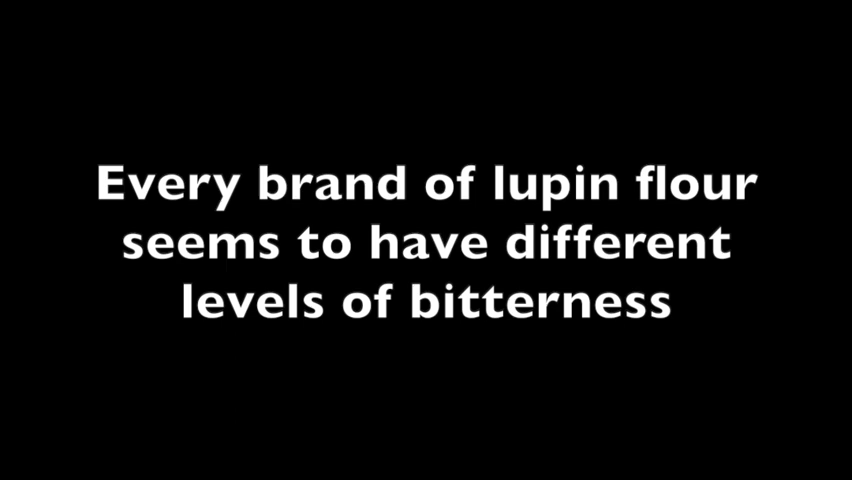 Every brand of lupin flour
seems to have different
levels of bitterness